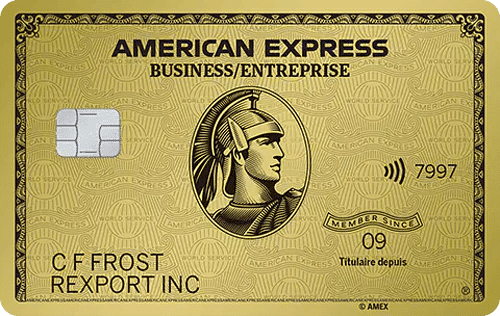 AMERICAN EXPRESS
BUSINESS/ENTREPRISE
7997
MEMBER SINCE
09
Titulaire depuis
C F FROST
REXPORT INC
®
© AMEX